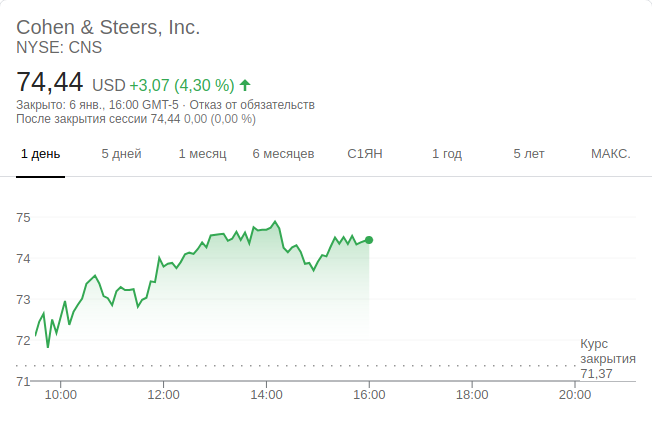 Cohen & Steers, Inc.
NYSE: CNS
74,44 USD +3,07 (4,30 %)
Закрыто: 6 янв., 16:00 GMT-5 · Отказ от обязательств
После закрытия сессии 74,44 0,00 (0,00 %)
1 день 5 дней 1 месяц 6 месяцев С1ЯН 1 год 5 лет МАКС.
75
74
73
72
Курс
закрытия
71,37
71
10:00 12:00 14:00 16:00 18:00 20:00